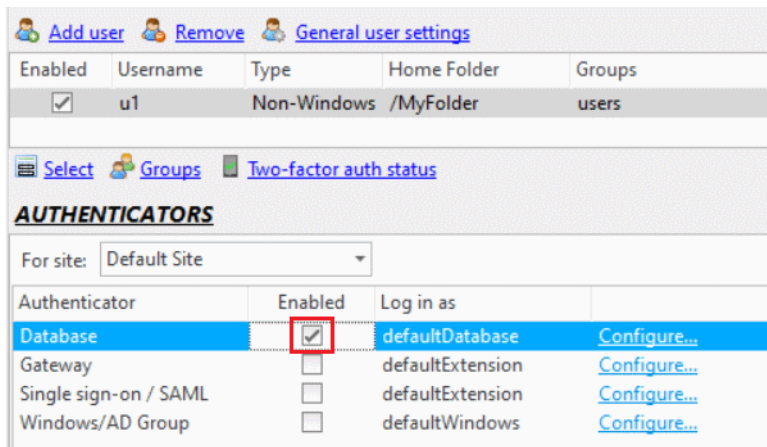 Add user Remove General user settings
Enabled Username Type Home Folder Groups
u1 Non-Windows /MyFolder users
Select Groups Two-factor auth status
AUTHENTICATORS
For site: Default Site
Authenticator Enabled Log in as
Database defaultDatabase Configure...
Gateway defaultExtension Configure...
Single sign-on / SAML defaultExtension Configure...
Windows/AD Group defaultWindows Configure...